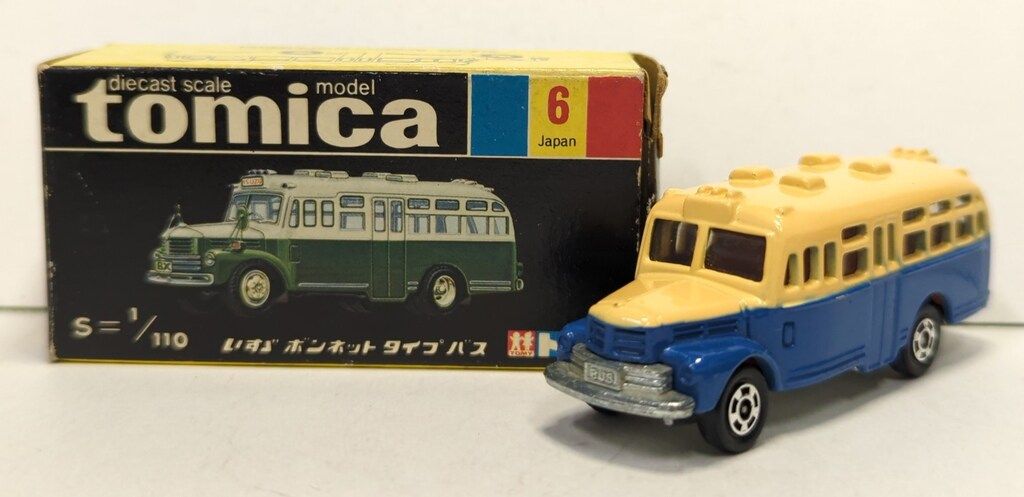 diecast scale model
tomica
6
Japan
S=1/110
いすゞ ボンネット タイプ バス
TOMY
BUS